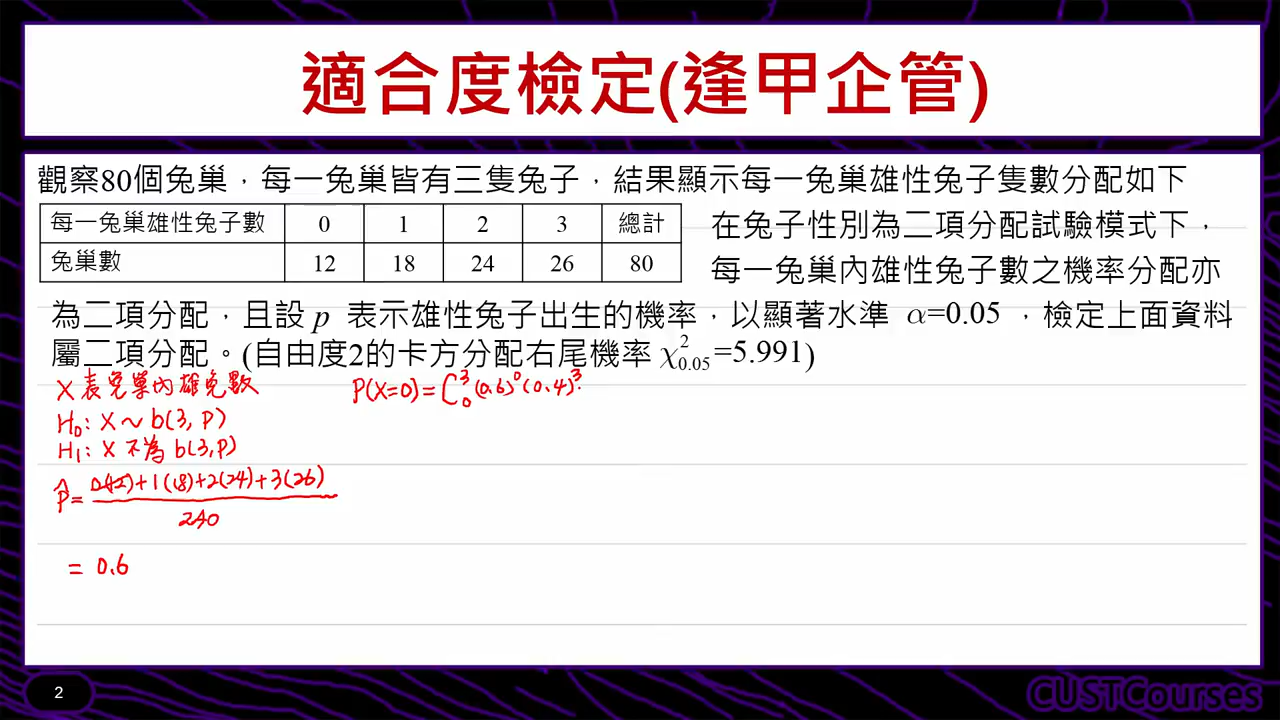 適合度檢定(逢甲企管)
觀察80個兔巢，每一兔巢皆有三隻兔子，結果顯示每一兔巢雄性兔子隻數分配如下
每一兔巢雄性兔子數 0 1 2 3 總計
兔巢數 12 18 24 26 80
在兔子性別為二項分配試驗模式下，
每一兔巢內雄性兔子數之機率分配亦
為二項分配，且設 p 表示雄性兔子出生的機率，以顯著水準 α=0.05 ，檢定上面資料
屬二項分配。(自由度2的卡方分配右尾機率 χ²₀.₀₅=5.991)
X 表兔巢內雄兔數
H₀: X ~ b(3, P)
H₁: X 不為 b(3,P)
P̂ = 0(12)+1(18)+2(24)+3(26)
240
= 0.6
P(X=0) = C³₀ (0.6)⁰ (0.4)³
2
CUSTCourses